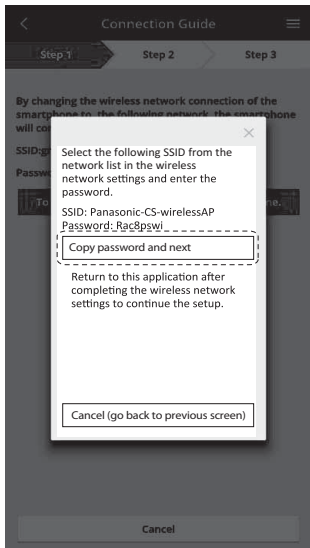 Connection Guide
Step 1
Step 2
Step 3
By changing the wireless network connection of the
smartphone to the following network, the smartphone
will con
SSID:gr
Passwo
To
ne.
Select the following SSID from the
network list in the wireless
network settings and enter the
password.
SSID: Panasonic-CS-wirelessAP
Password: Rac8pswi
Copy password and next
Return to this application after
completing the wireless network
settings to continue the setup.
Cancel (go back to previous screen)
Cancel